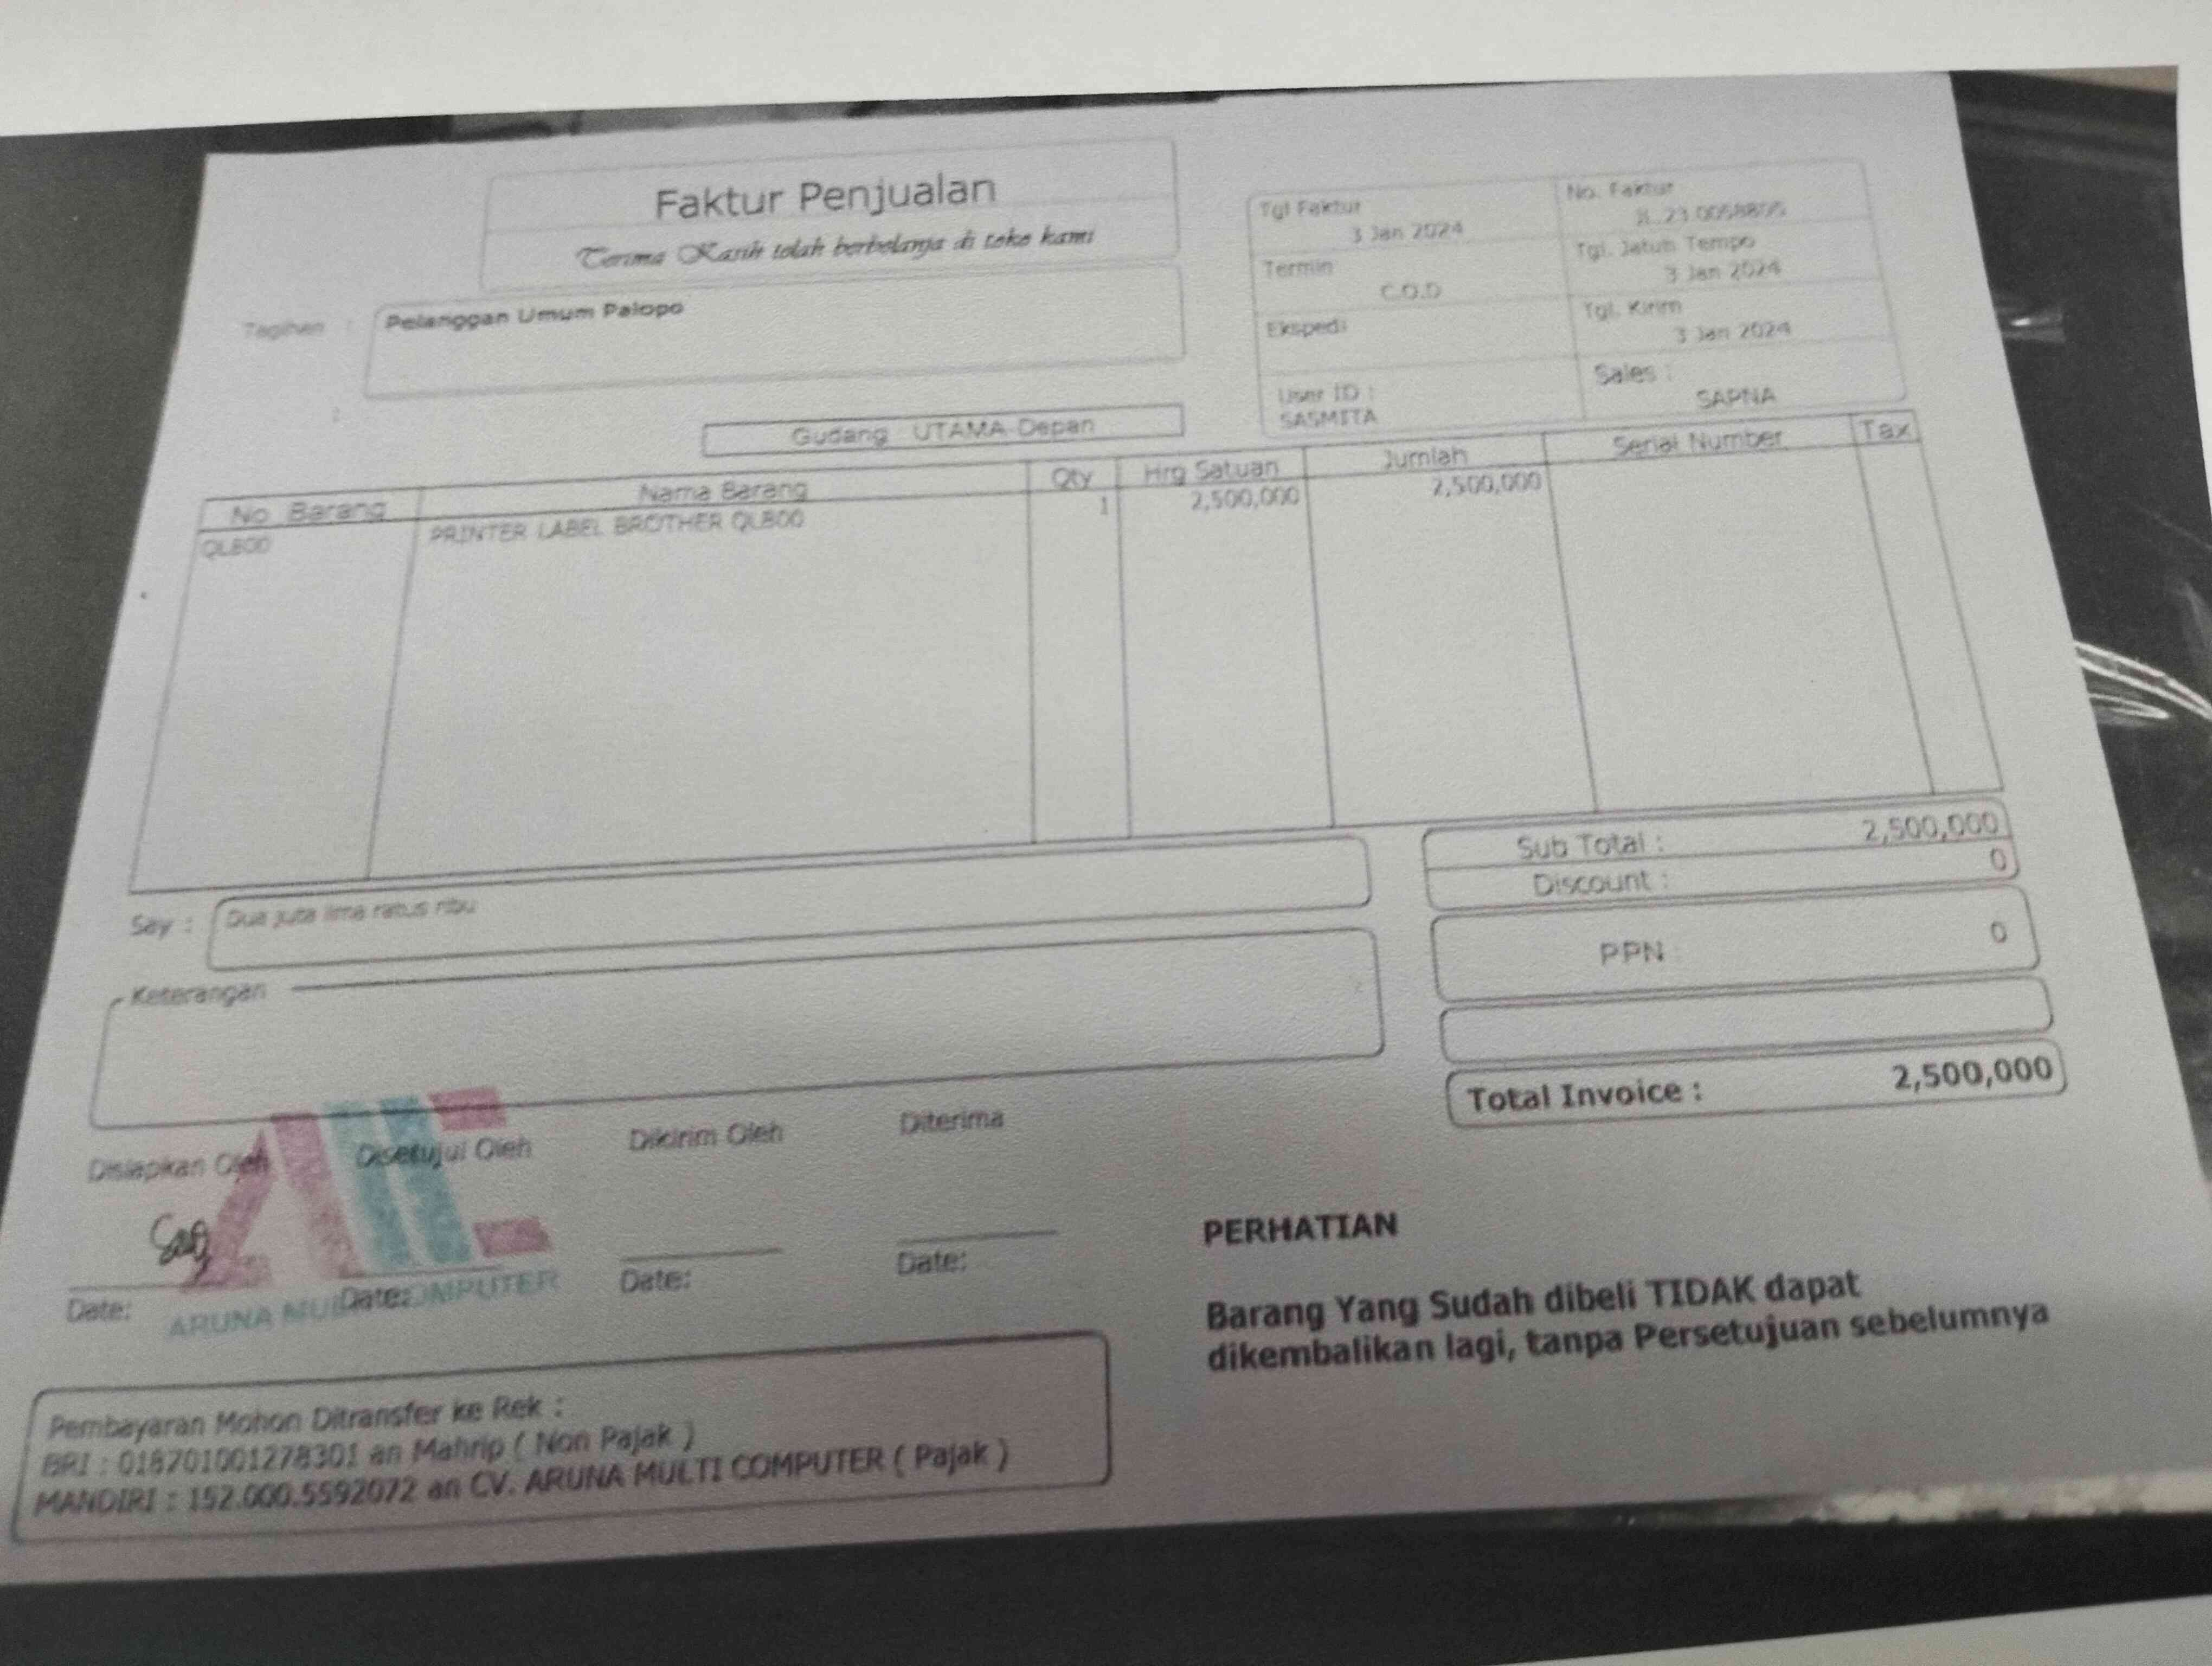 Faktur Penjualan
Terima Kasih telah berbelanja di toko kami
Tagihan :
Pelanggan Umum Palopo
:
Gudang UTAMA-Depan
Tgl Faktur
3 Jan 2024
No. Faktur
Termin
C.O.D
Tgl. Jatuh Tempo
3 Jan 2024
Ekspedi
Tgl. Kirim
3 Jan 2024
User ID :
SASMITA
Sales :
SAPNA
No. Barang Nama Barang Qty Hrg Satuan Jumlah Serial Number Tax
QL800 PRINTER LABEL BROTHER QL800 1 2,500,000 2,500,000
Say : Dua juta lima ratus ribu
Keterangan
Sub Total : 2,500,000
Discount : 0
PPN : 0
Total Invoice : 2,500,000
Disiapkan Oleh Disetujui Oleh Dikirim Oleh Diterima
Date: Date: Date: Date:
ARUNA COMPUTER
PERHATIAN
Barang Yang Sudah dibeli TIDAK dapat
dikembalikan lagi, tanpa Persetujuan sebelumnya
Pembayaran Mohon Ditransfer ke Rek :
BRI : 018701001278301 an Mahrip ( Non Pajak )
MANDIRI : 152.000.5592072 an CV. ARUNA MULTI COMPUTER ( Pajak )